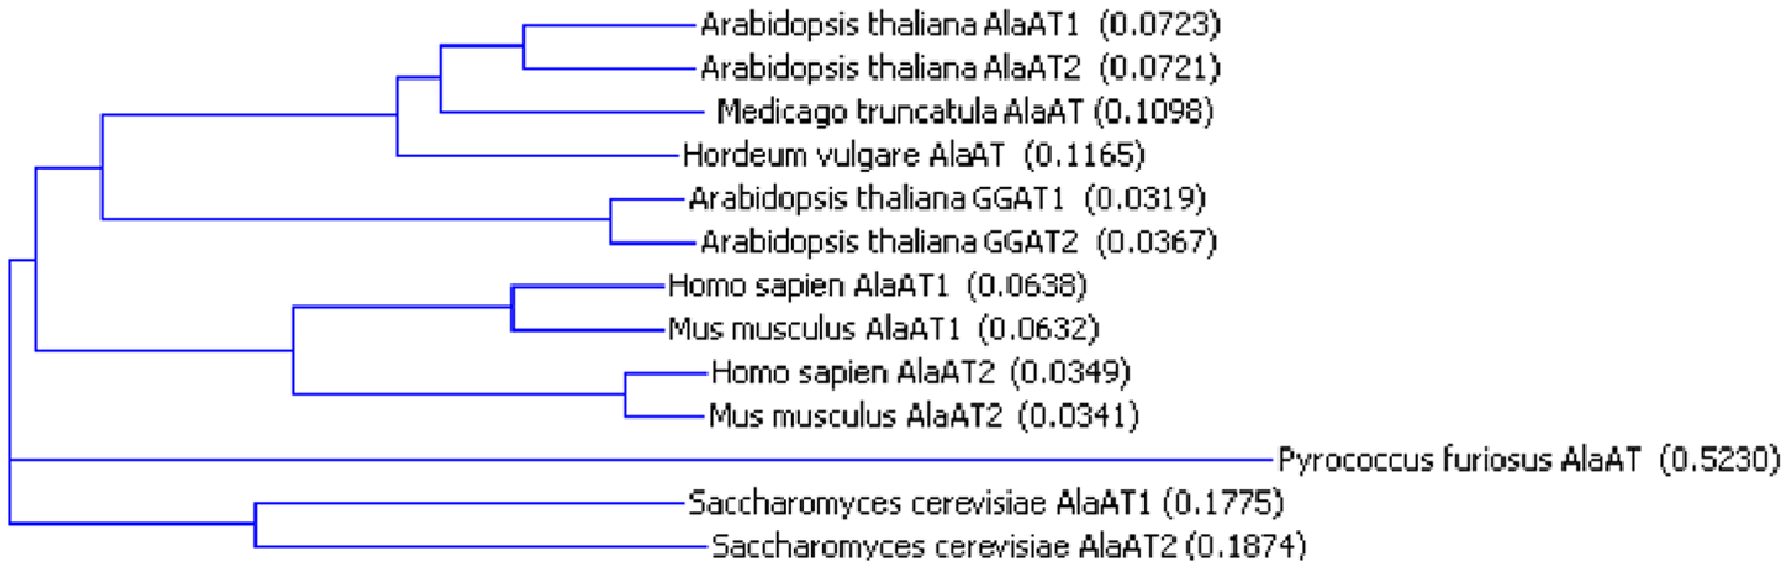 Arabidopsis thaliana AlaAT1 (0.0723)
Arabidopsis thaliana AlaAT2 (0.0721)
Medicago truncatula AlaAT (0.1098)
Hordeum vulgare AlaAT (0.1165)
Arabidopsis thaliana GGAT1 (0.0319)
Arabidopsis thaliana GGAT2 (0.0367)
Homo sapien AlaAT1 (0.0638)
Mus musculus AlaAT1 (0.0632)
Homo sapien AlaAT2 (0.0349)
Mus musculus AlaAT2 (0.0341)
Pyrococcus furiosus AlaAT (0.5230)
Saccharomyces cerevisiae AlaAT1 (0.1775)
Saccharomyces cerevisiae AlaAT2 (0.1874)